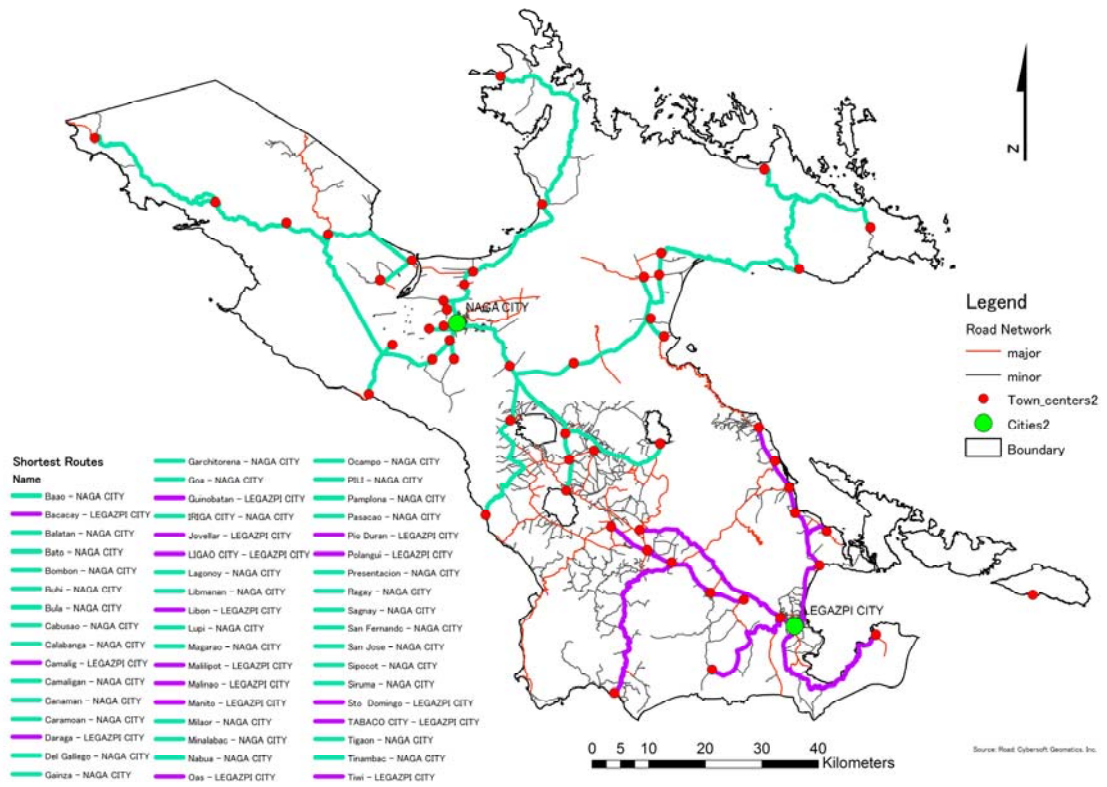 N
NAGA CITY
Legend
Road Network
major
minor
Town_centers2
Cities2
Boundary
LEGAZPI CITY
Shortest Routes
Name
Baao - NAGA CITY
Bacacay - LEGAZPI CITY
Balatan - NAGA CITY
Bato - NAGA CITY
Bombon - NAGA CITY
Buhi - NAGA CITY
Bula - NAGA CITY
Cabusao - NAGA CITY
Calabanga - NAGA CITY
Camalig - LEGAZPI CITY
Camaligan - NAGA CITY
Canaman - NAGA CITY
Caramoan - NAGA CITY
Daraga - LEGAZPI CITY
Del Gallego - NAGA CITY
Gainza - NAGA CITY
Garchitorena - NAGA CITY
Goa - NAGA CITY
Guinobatan - LEGAZPI CITY
IRIGA CITY - NAGA CITY
Jovellar - LEGAZPI CITY
LIGAO CITY - LEGAZPI CITY
Lagonoy - NAGA CITY
Libmanan - NAGA CITY
Libon - LEGAZPI CITY
Lupi - NAGA CITY
Magarao - NAGA CITY
Malilipot - LEGAZPI CITY
Malinao - LEGAZPI CITY
Manito - LEGAZPI CITY
Milaor - NAGA CITY
Minalabac - NAGA CITY
Nabua - NAGA CITY
Oas - LEGAZPI CITY
Ocampo - NAGA CITY
PILI - NAGA CITY
Pamplona - NAGA CITY
Pasacao - NAGA CITY
Pio Duran - LEGAZPI CITY
Polangui - LEGAZPI CITY
Presentacion - NAGA CITY
Ragay - NAGA CITY
Sagnay - NAGA CITY
San Fernando - NAGA CITY
San Jose - NAGA CITY
Sipocot - NAGA CITY
Siruma - NAGA CITY
Sto Domingo - LEGAZPI CITY
TABACO CITY - LEGAZPI CITY
Tigaon - NAGA CITY
Tinambac - NAGA CITY
Tiwi - LEGAZPI CITY
0 5 10 20 30 40
Kilometers
Source: Road: Cybersoft Geomatics, Inc.